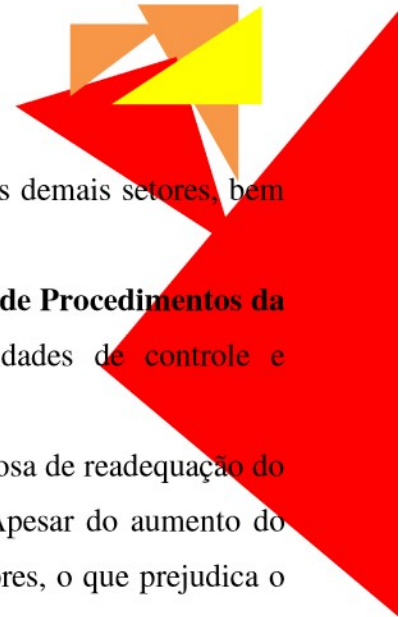 s demais setores, bem
de Procedimentos da
dades de controle e
osa de readequação do
Apesar do aumento do
ores, o que prejudica o